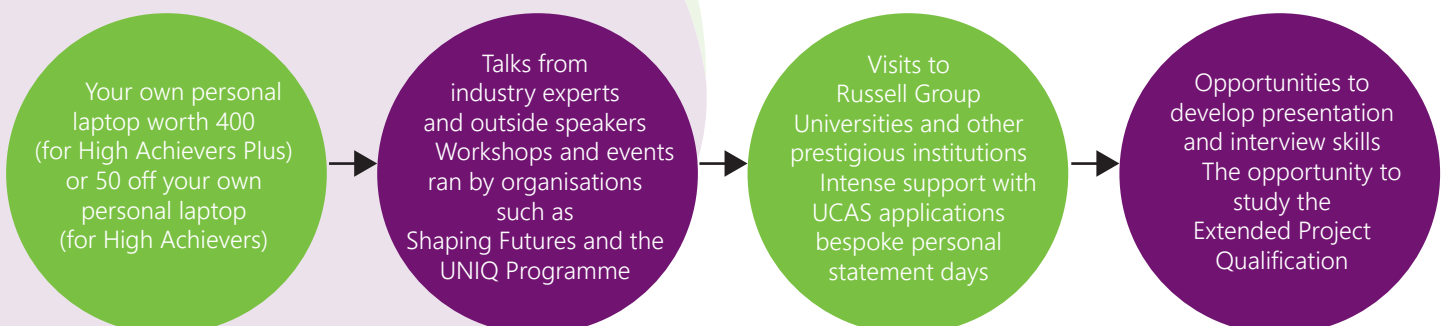 Your own personal
laptop worth 400
(for High Achievers Plus)
or 50 off your own
personal laptop
(for High Achievers)
Talks from
industry experts
and outside speakers
Workshops and events
ran by organisations
such as
Shaping Futures and the
UNIQ Programme
Visits to
Russell Group
Universities and other
prestigious institutions
Intense support with
UCAS applications
bespoke personal
statement days
Opportunities to
develop presentation
and interview skills
The opportunity to
study the
Extended Project
Qualification